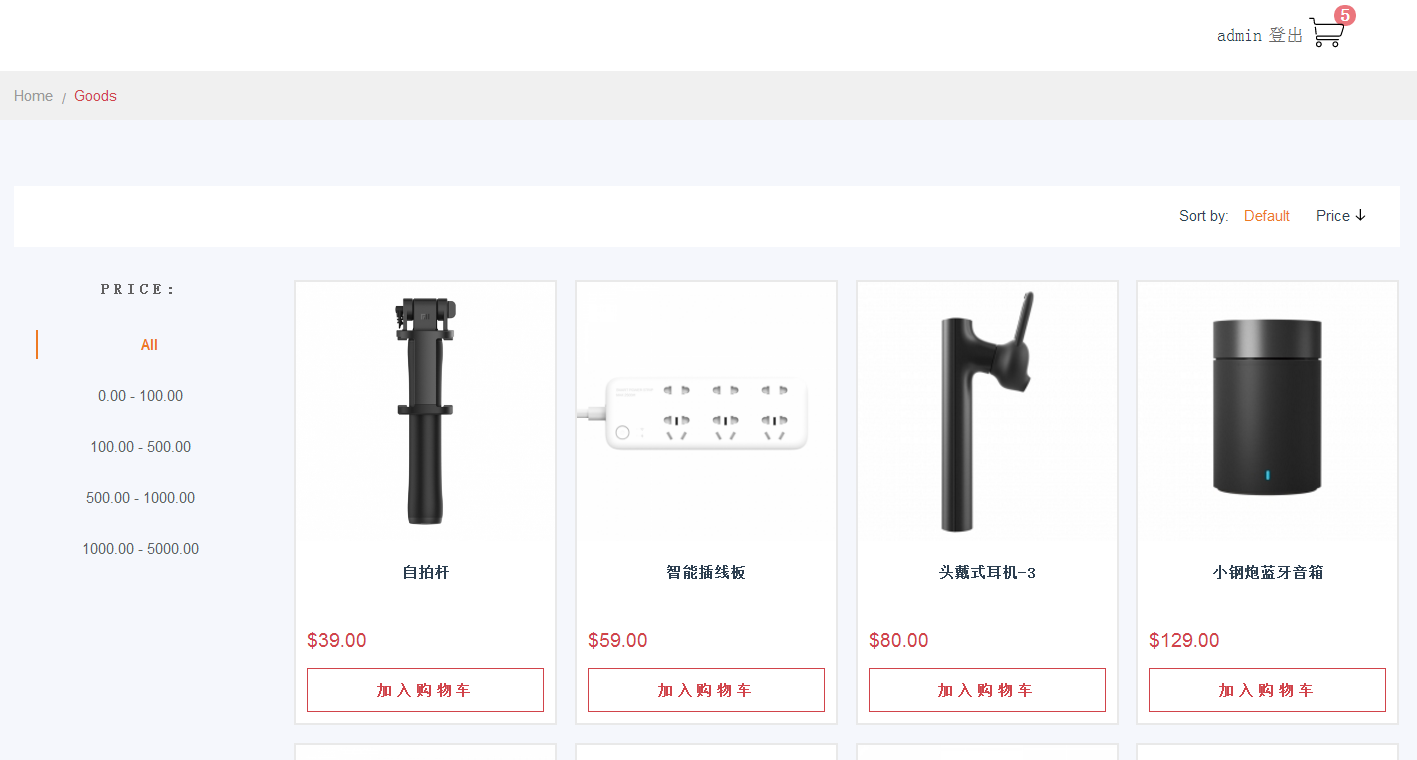 5
admin 登出
Home / Goods
Sort by: Default Price ↓
PRICE:
All
0.00 - 100.00
100.00 - 500.00
500.00 - 1000.00
1000.00 - 5000.00
自拍杆
$39.00
加入购物车
智能插线板
$59.00
加入购物车
头戴式耳机-3
$80.00
加入购物车
小钢炮蓝牙音箱
$129.00
加入购物车